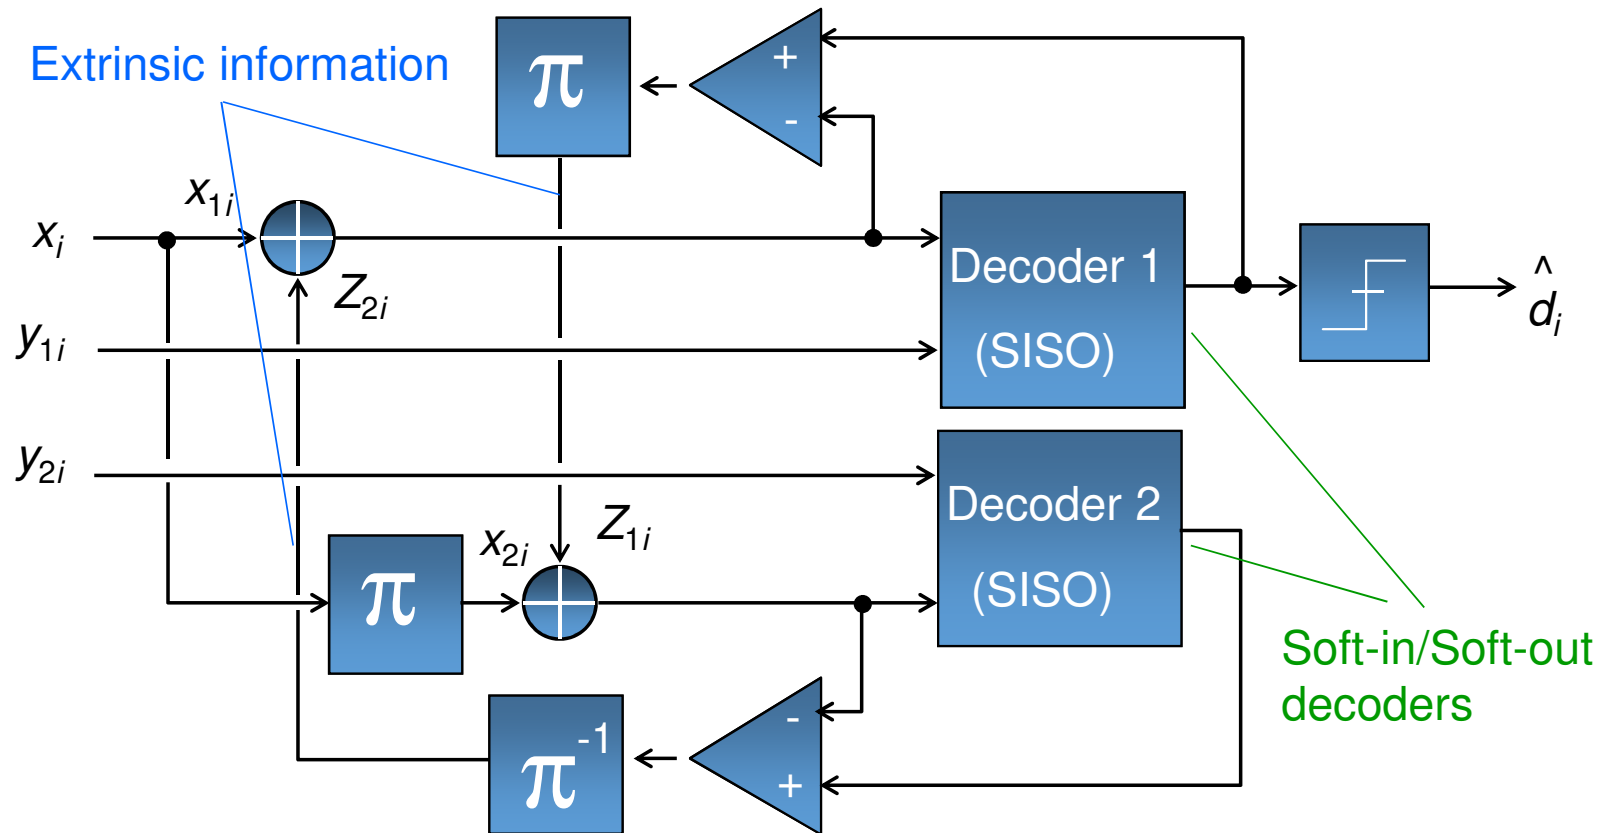 Extrinsic information
π
+
-
x1i
xi
Z2i
Decoder 1
(SISO)
^
di
y1i
y2i
Decoder 2
(SISO)
x2i
Z1i
π
Soft-in/Soft-out
decoders
-
+
π-1